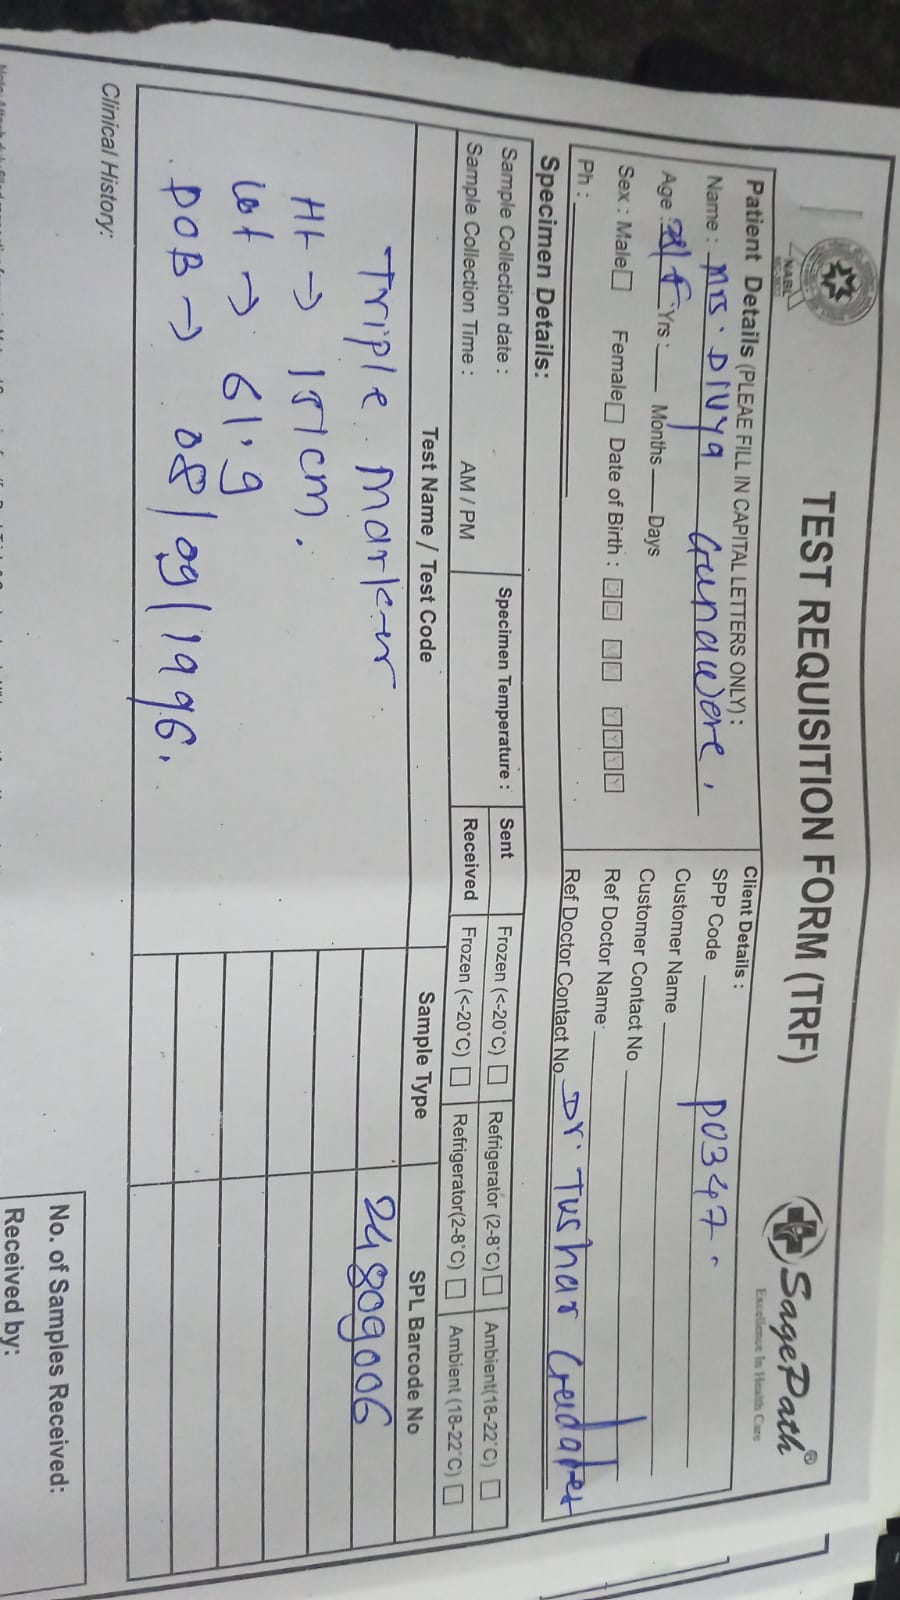 TEST REQUISITION FORM (TRF)
SagePath®
Excellence In Health Care
NABL
Patient Details (PLEAE FILL IN CAPITAL LETTERS ONLY) :
Name : Mrs. Divya
Age : Yrs : Months Days
Sex : Male Female Date of Birth : D D M M Y Y Y Y
Ph :
Client Details :
SPP Code P0347.
Customer Name
Customer Contact No
Ref Doctor Name
Ref Doctor Contact No Dr. Tushar
Specimen Details:
Sample Collection date :
Sample Collection Time : AM / PM
Specimen Temperature :
Sent Frozen (<-20°C) Refrigerator (2-8°C) Ambient(18-22°C)
Received Frozen (<-20°C) Refrigerator(2-8°C) Ambient (18-22°C)
Test Name / Test Code Sample Type SPL Barcode No
Triple Marker 24809006
Ht → 151 cm.
wt → 61.9
DOB → 08/09/1996.
Clinical History:
No. of Samples Received:
Received by: